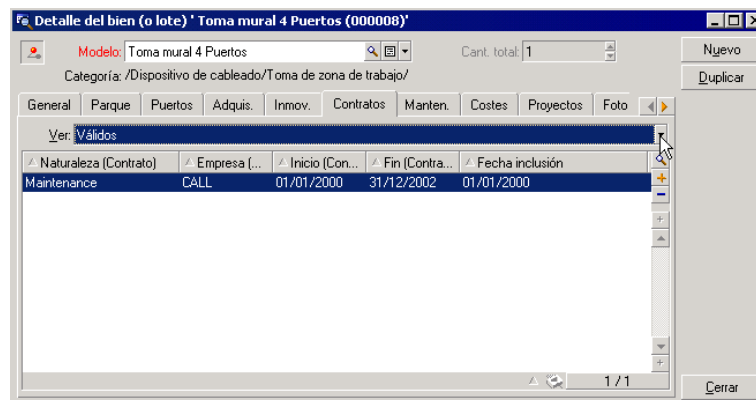 Detalle del bien (o lote) ' Toma mural 4 Puertos (000008)'
Modelo: Toma mural 4 Puertos Cant. total: 1 Nuevo
Categoría: /Dispositivo de cableado/Toma de zona de trabajo/ Duplicar
General Parque Puertos Adquis. Inmov. Contratos Manten. Costes Proyectos Foto
Ver: Válidos
Naturaleza (Contrato) Empresa (... Inicio (Con... Fin (Contra... Fecha inclusión
Maintenance CALL 01/01/2000 31/12/2002 01/01/2000
1 / 1 Cerrar